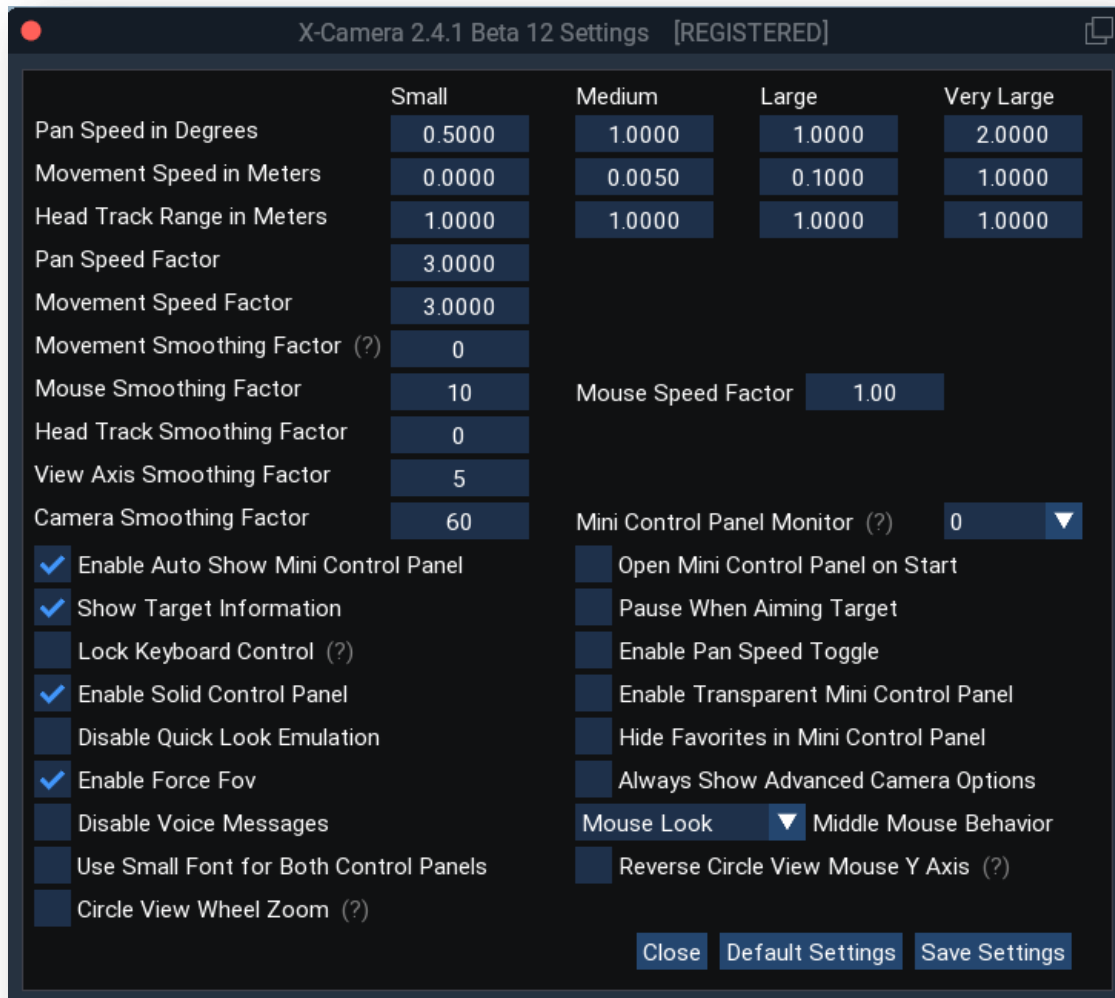 X-Camera 2.4.1 Beta 12 Settings [REGISTERED]
Small Medium Large Very Large
Pan Speed in Degrees 0.5000 1.0000 1.0000 2.0000
Movement Speed in Meters 0.0000 0.0050 0.1000 1.0000
Head Track Range in Meters 1.0000 1.0000 1.0000 1.0000
Pan Speed Factor 3.0000
Movement Speed Factor 3.0000
Movement Smoothing Factor (?) 0
Mouse Smoothing Factor 10 Mouse Speed Factor 1.00
Head Track Smoothing Factor 0
View Axis Smoothing Factor 5
Camera Smoothing Factor 60 Mini Control Panel Monitor (?) 0
Enable Auto Show Mini Control Panel Open Mini Control Panel on Start
Show Target Information Pause When Aiming Target
Lock Keyboard Control (?) Enable Pan Speed Toggle
Enable Solid Control Panel Enable Transparent Mini Control Panel
Disable Quick Look Emulation Hide Favorites in Mini Control Panel
Enable Force Fov Always Show Advanced Camera Options
Disable Voice Messages Mouse Look Middle Mouse Behavior
Use Small Font for Both Control Panels Reverse Circle View Mouse Y Axis (?)
Circle View Wheel Zoom (?)
Close Default Settings Save Settings